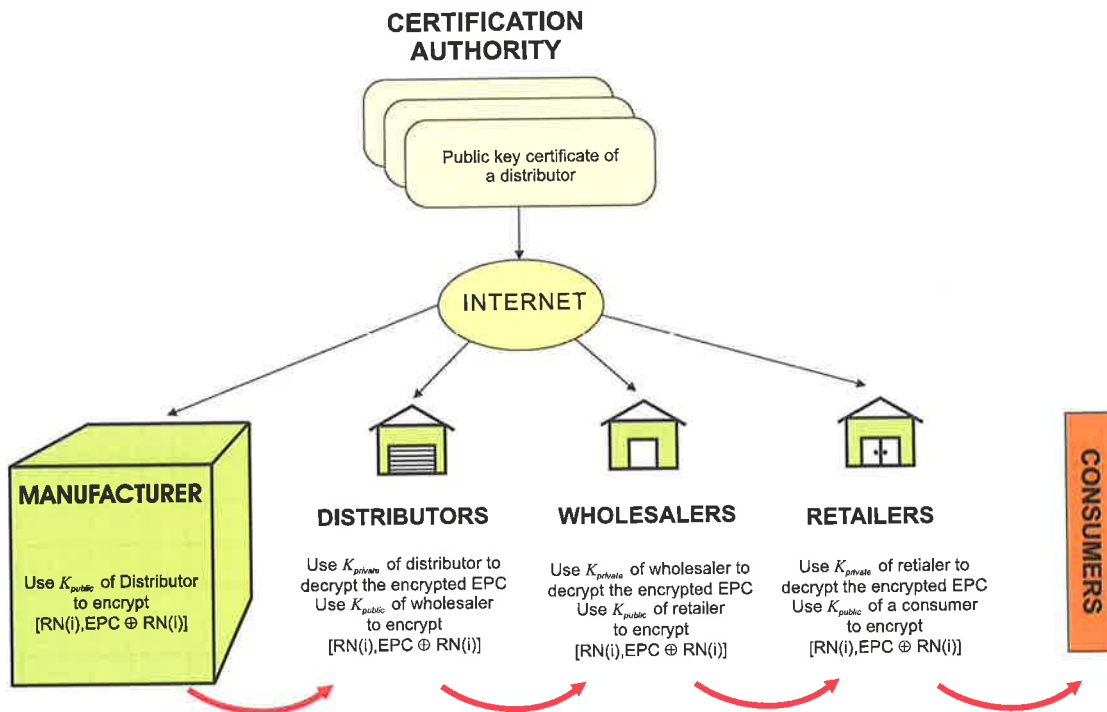 CERTIFICATION
AUTHORITY
Public key certificate of
a distributor
INTERNET
MANUFACTURER
Use K_public of Distributor
to encrypt
[RN(i),EPC ⊕ RN(i)]
DISTRIBUTORS
Use K_private of distributor to
decrypt the encrypted EPC
Use K_public of wholesaler
to encrypt
[RN(i),EPC ⊕ RN(i)]
WHOLESALERS
Use K_private of wholesaler to
decrypt the encrypted EPC
Use K_public of retailer
to encrypt
[RN(i),EPC ⊕ RN(i)]
RETAILERS
Use K_private of retialer to
decrypt the encrypted EPC
Use K_public of a consumer
to encrypt
[RN(i),EPC ⊕ RN(i)]
CONSUMERS